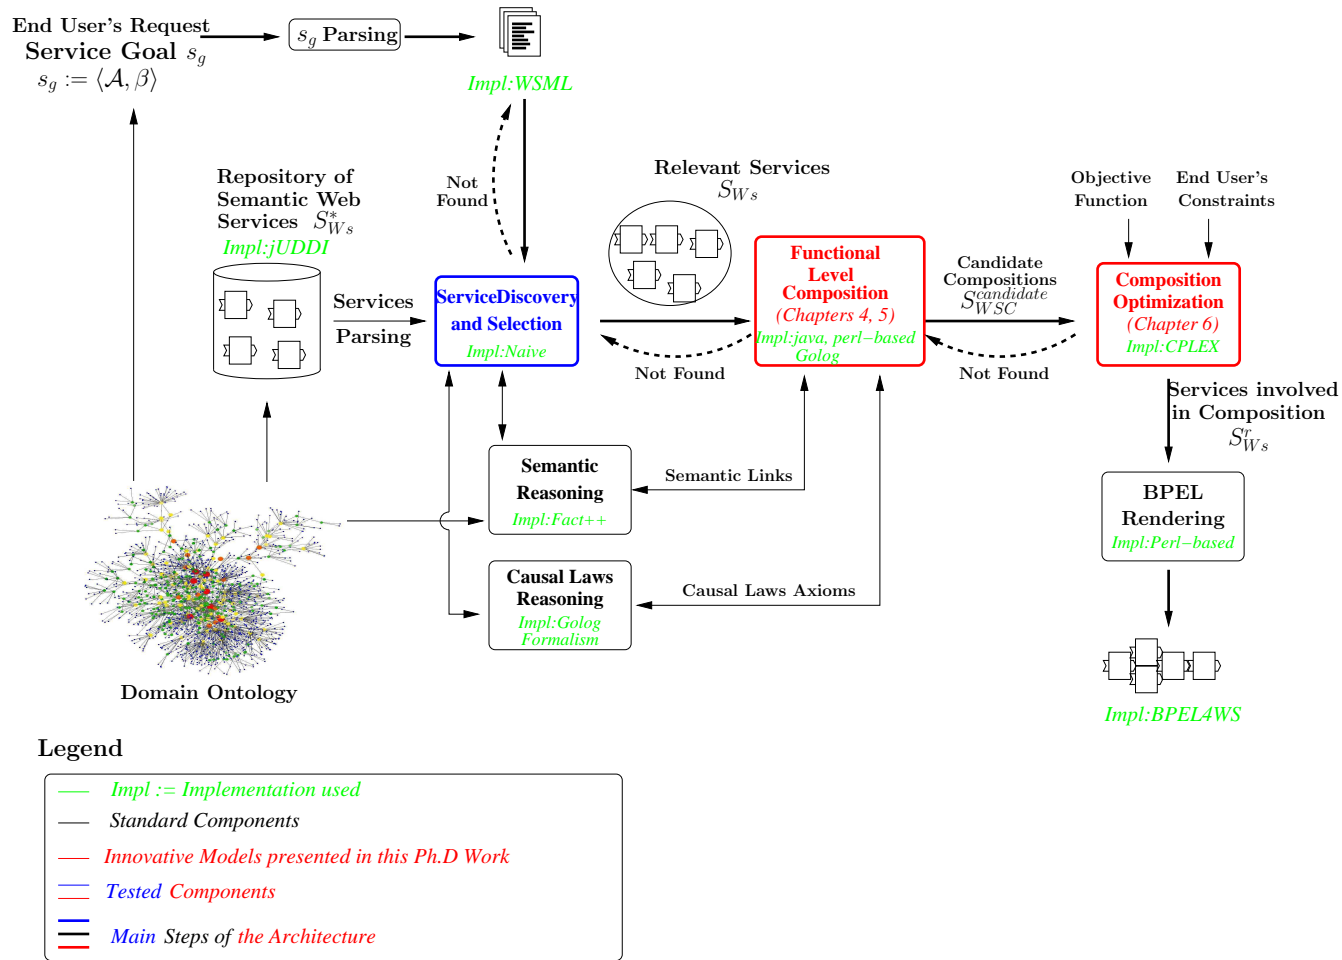 End User's Request
Service Goal s_g
s_g := ⟨A, β⟩
s_g Parsing
Impl:WSML
Not
Found
Repository of
Semantic Web
Services S*_Ws
Impl:jUDDI
Services
Parsing
ServiceDiscovery
and Selection
Impl:Naive
Relevant Services
S_Ws
Not Found
Functional
Level
Composition
(Chapters 4, 5)
Impl:java, perl−based
Golog
Candidate
Compositions
S^candidate_WSC
Not Found
Objective
Function
End User's
Constraints
Composition
Optimization
(Chapter 6)
Impl:CPLEX
Services involved
in Composition
S^r_Ws
Semantic
Reasoning
Impl:Fact++
Semantic Links
BPEL
Rendering
Impl:Perl−based
Causal Laws
Reasoning
Impl:Golog
Formalism
Causal Laws Axioms
Domain Ontology
Impl:BPEL4WS
Legend
Impl := Implementation used
Standard Components
Innovative Models presented in this Ph.D Work
Tested Components
Main Steps of the Architecture